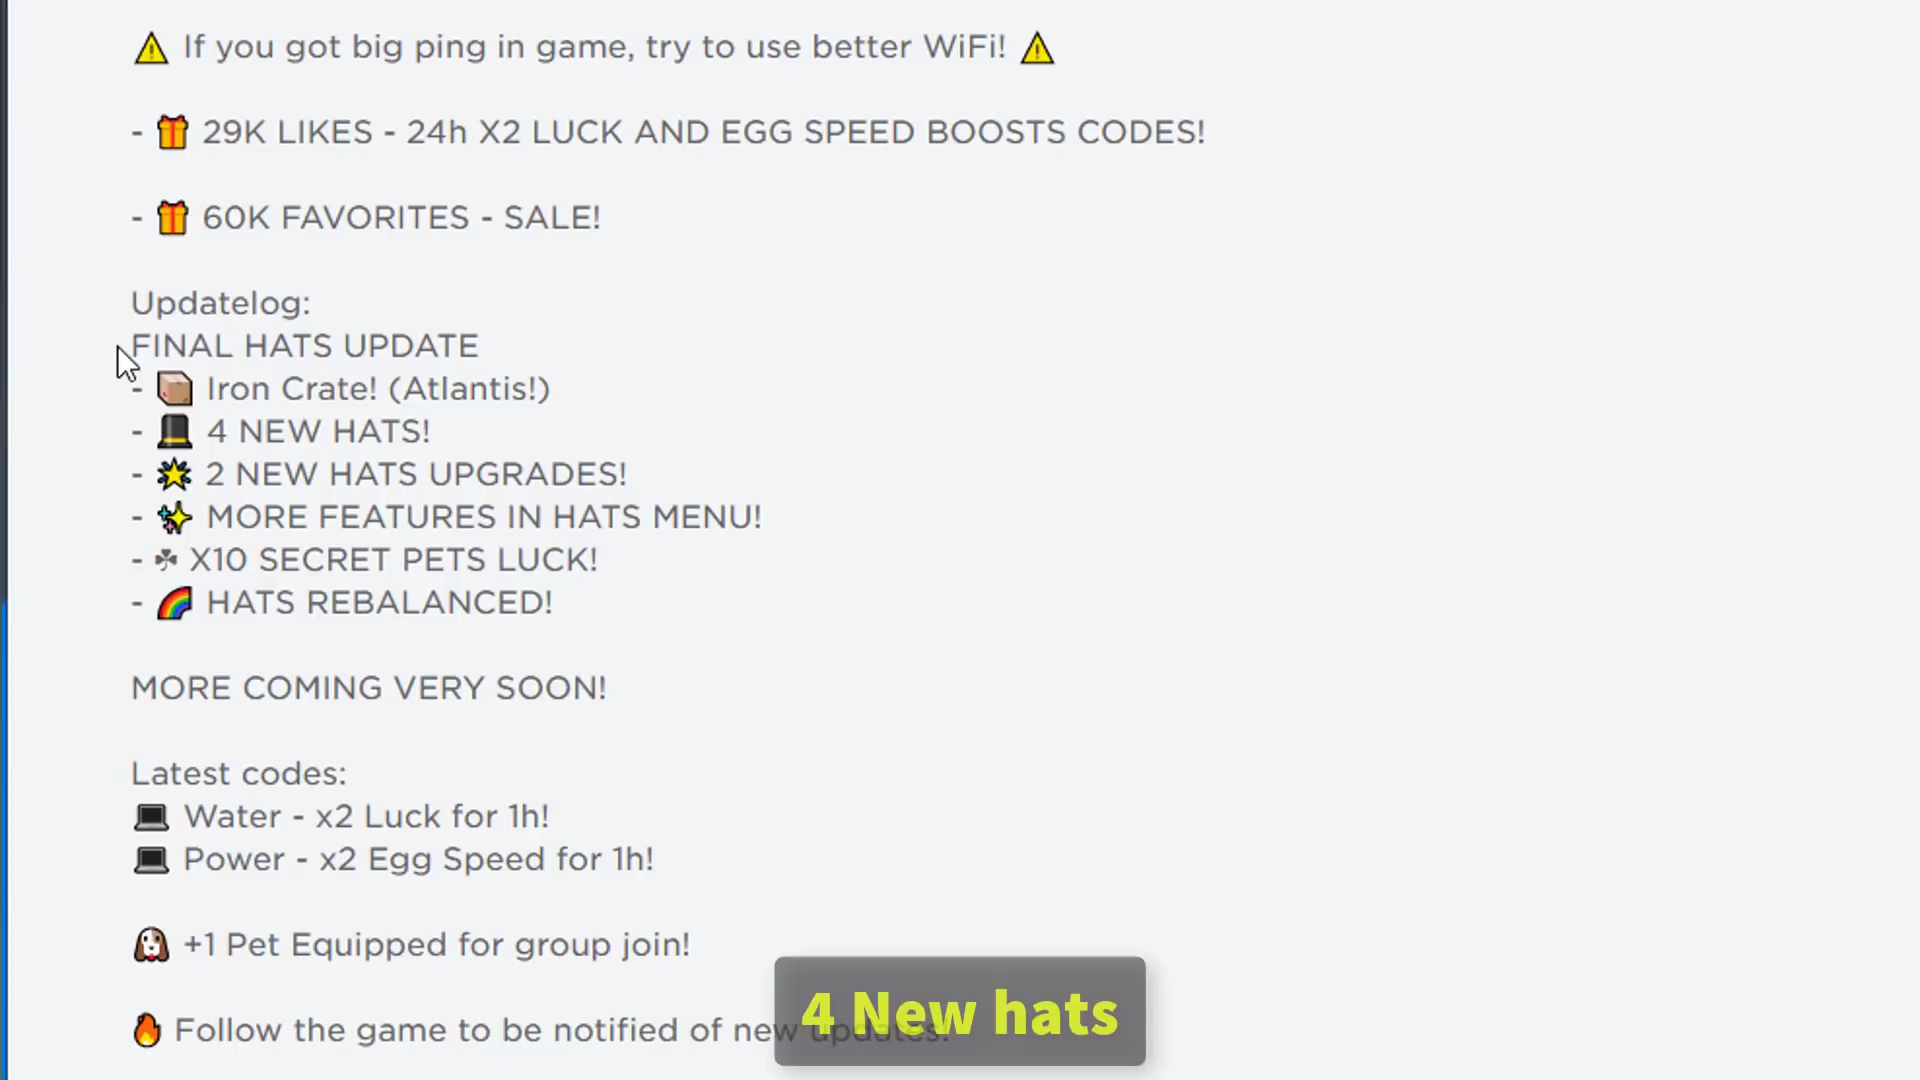 ⚠️ If you got big ping in game, try to use better WiFi! ⚠️
- 🎁 29K LIKES - 24h X2 LUCK AND EGG SPEED BOOSTS CODES!
- 🎁 60K FAVORITES - SALE!
Updatelog:
FINAL HATS UPDATE
- 📦 Iron Crate! (Atlantis!)
- 🎩 4 NEW HATS!
- 🌟 2 NEW HATS UPGRADES!
- ✨ MORE FEATURES IN HATS MENU!
- ☘ X10 SECRET PETS LUCK!
- 🌈 HATS REBALANCED!
MORE COMING VERY SOON!
Latest codes:
💻 Water - x2 Luck for 1h!
💻 Power - x2 Egg Speed for 1h!
🐶 +1 Pet Equipped for group join!
🔥 Follow the game to be notified of new updates!
4 New hats